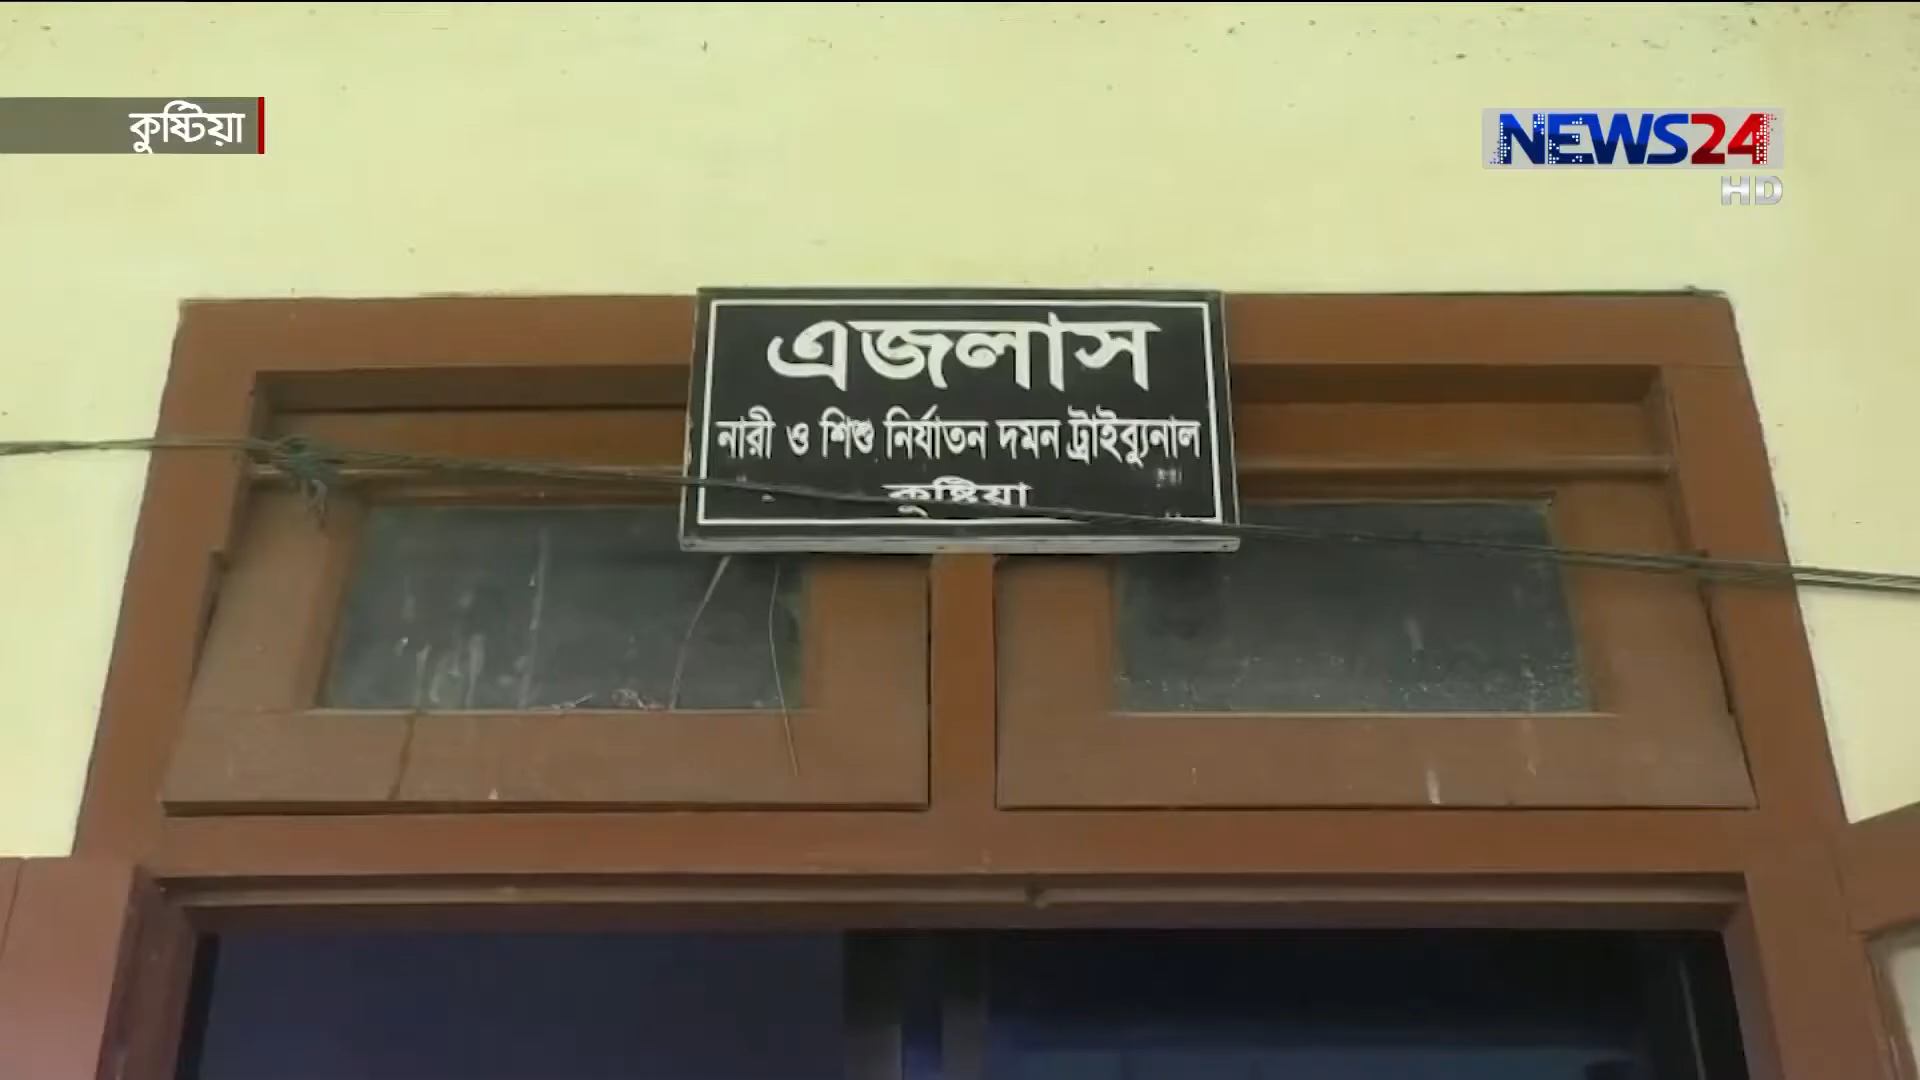 কুষ্টিয়া
NEWS24
HD
এজলাস
নারী ও শিশু নির্যাতন দমন ট্রাইব্যুনাল
কুষ্টিয়া